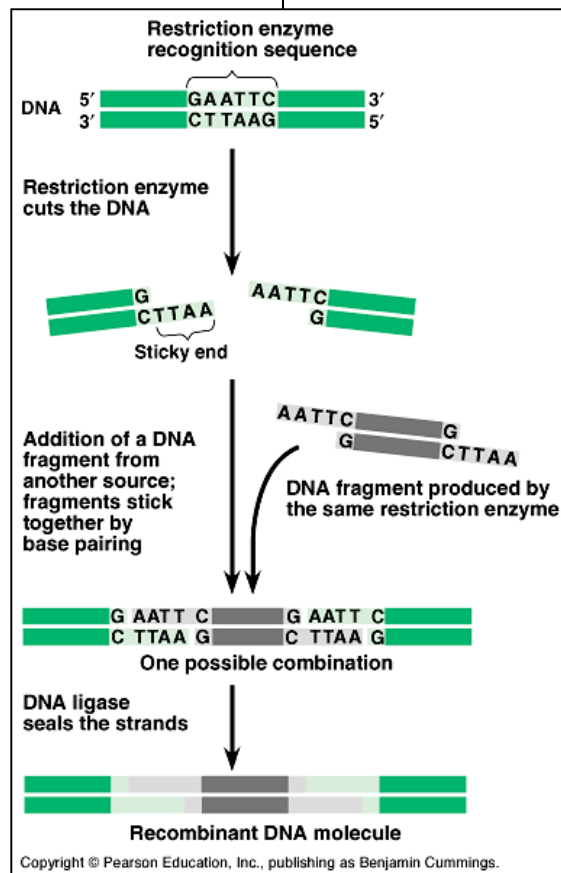 Restriction enzyme
recognition sequence
5′ GAATTC 3′
DNA
3′ CTTAAG 5′
Restriction enzyme
cuts the DNA
G AATTC
CTTAA G
Sticky end
Addition of a DNA
fragment from
another source;
fragments stick
together by
base pairing
AATTC G
G CTTAA
DNA fragment produced by
the same restriction enzyme
G AATT C G AATT C
C TTAA G C TTAA G
One possible combination
DNA ligase
seals the strands
Recombinant DNA molecule
Copyright © Pearson Education, Inc., publishing as Benjamin Cummings.